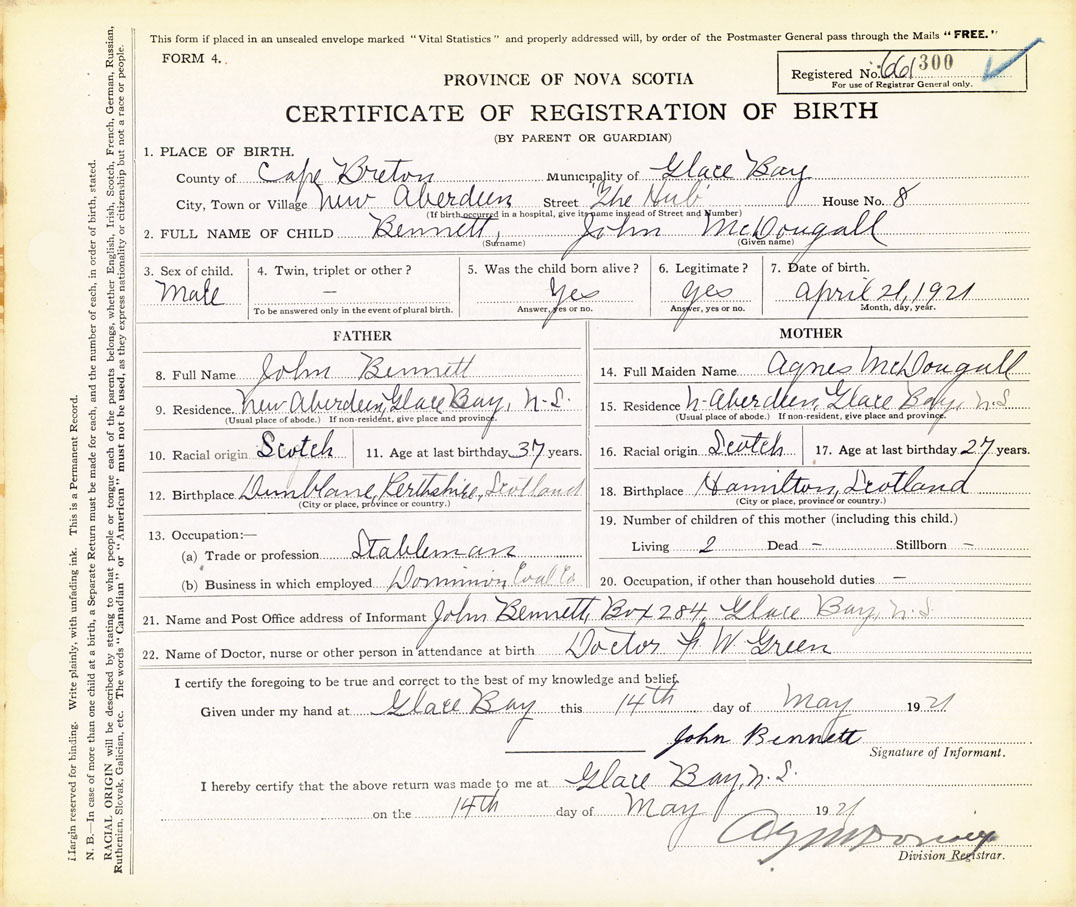 This form if placed in an unsealed envelope marked "Vital Statistics" and properly addressed will, by order of the Postmaster General pass through the Mails "FREE."
FORM 4.
Registered No. 661300
For use of Registrar General only.
PROVINCE OF NOVA SCOTIA
CERTIFICATE OF REGISTRATION OF BIRTH
(BY PARENT OR GUARDIAN)
1. PLACE OF BIRTH.
County of Cape Breton Municipality of Glace Bay
City, Town or Village New Aberdeen Street "The Hub" House No. 8
(If birth occurred in a hospital, give its name instead of Street and Number)
2. FULL NAME OF CHILD Bennett, John McDougall
(Surname) (Given name)
3. Sex of child. 4. Twin, triplet or other? 5. Was the child born alive? 6. Legitimate? 7. Date of birth.
Male – Yes Yes April 21, 1921
To be answered only in the event of plural birth. Answer, yes or no. Answer, yes or no. Month, day, year.
FATHER
8. Full Name John Bennett
9. Residence. New Aberdeen, Glace Bay, N.S.
(Usual place of abode.) If non-resident, give place and province.
10. Racial origin Scotch 11. Age at last birthday 37 years.
12. Birthplace Dunblane, Perthshire, Scotland
(City or place, province or country.)
13. Occupation:—
(a) Trade or profession Stableman
(b) Business in which employed Dominion Coal Co
MOTHER
14. Full Maiden Name Agnes McDougall
15. Residence N. Aberdeen, Glace Bay, N.S
(Usual place of abode.) If non-resident, give place and province.
16. Racial origin Scotch 17. Age at last birthday 27 years.
18. Birthplace Hamilton, Scotland
(City or place, province or country.)
19. Number of children of this mother (including this child.)
Living 2 Dead – Stillborn –
20. Occupation, if other than household duties –
21. Name and Post Office address of Informant John Bennett, Box 284, Glace Bay, N.S.
22. Name of Doctor, nurse or other person in attendance at birth Doctor F. W. Green
I certify the foregoing to be true and correct to the best of my knowledge and belief.
Given under my hand at Glace Bay this 14th day of May 1921
John Bennett
Signature of Informant.
I hereby certify that the above return was made to me at Glace Bay, N.S.
on the 14th day of May 1921
Division Registrar.
Margin reserved for binding. Write plainly, with unfading ink. This is a Permanent Record.
N. B.—In case of more than one child at a birth, a Separate Return must be made for each, and the number of each, in order of birth, stated.
RACIAL ORIGIN will be described by stating to what people or tongue each of the parents belongs, whether English, Irish, Scotch, French, German, Russian,
Ruthenian, Slovak, Galician, etc. The words "Canadian" or "American" must not be used, as they express nationality or citizenship but not a race or people.